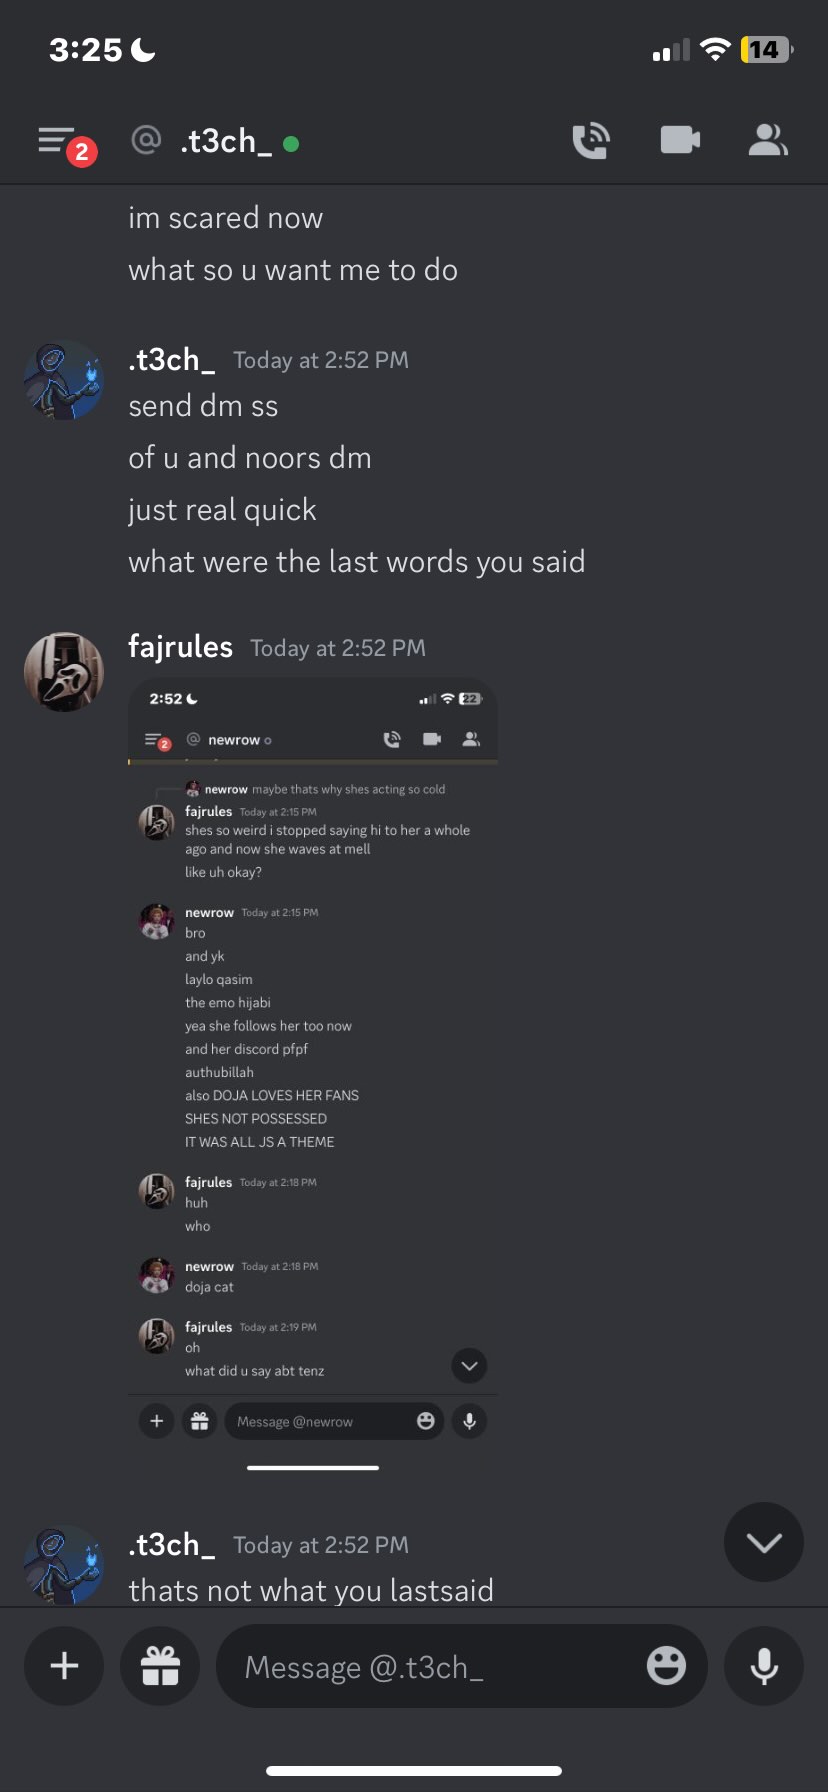 3:25
14
2
.t3ch_
im scared now
what so u want me to do
.t3ch_ Today at 2:52 PM
send dm ss
of u and noors dm
just real quick
what were the last words you said
fajrules Today at 2:52 PM
2:52
22
2
newrow
newrow maybe thats why shes acting so cold
fajrules Today at 2:15 PM
shes so weird i stopped saying hi to her a whole
ago and now she waves at mell
like uh okay?
newrow Today at 2:15 PM
bro
and yk
laylo qasim
the emo hijabi
yea she follows her too now
and her discord pfpf
authubillah
also DOJA LOVES HER FANS
SHES NOT POSSESSED
IT WAS ALL JS A THEME
fajrules Today at 2:18 PM
huh
who
newrow Today at 2:18 PM
doja cat
fajrules Today at 2:19 PM
oh
what did u say abt tenz
Message @newrow
.t3ch_ Today at 2:52 PM
thats not what you lastsaid
Message @.t3ch_